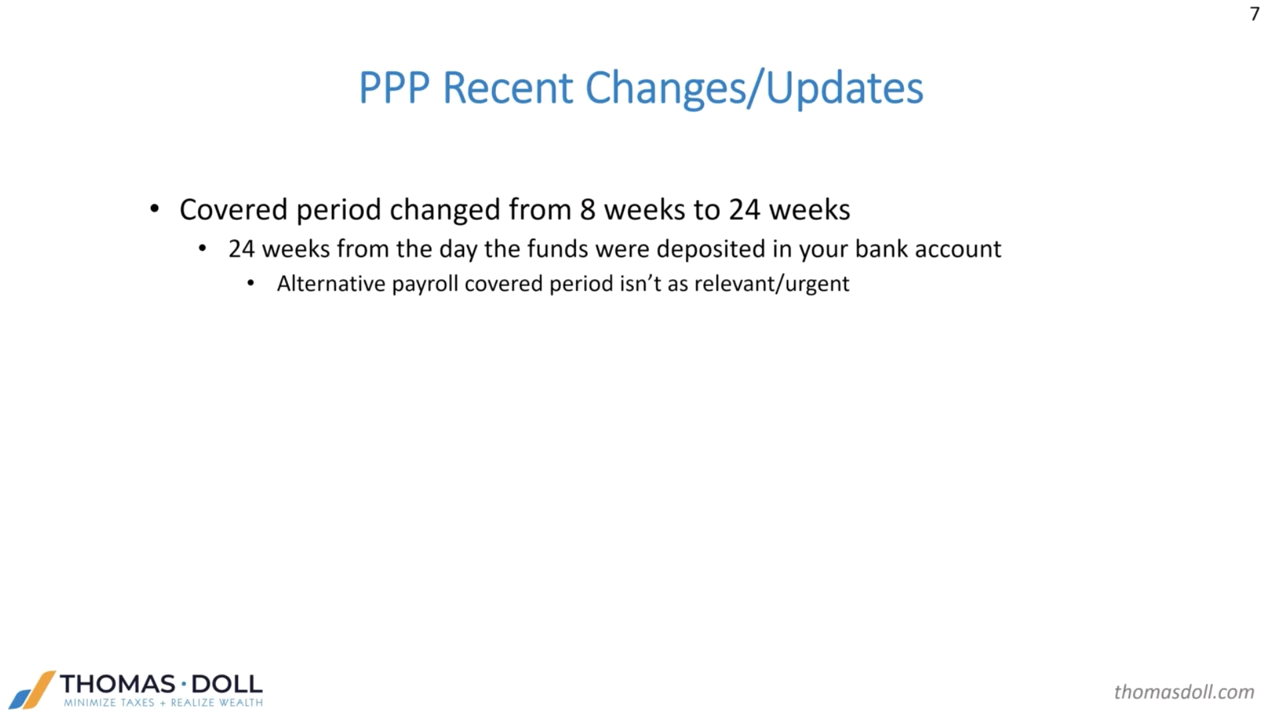 7
PPP Recent Changes/Updates
• Covered period changed from 8 weeks to 24 weeks
• 24 weeks from the day the funds were deposited in your bank account
• Alternative payroll covered period isn’t as relevant/urgent
THOMAS·DOLL
MINIMIZE TAXES + REALIZE WEALTH
thomasdoll.com